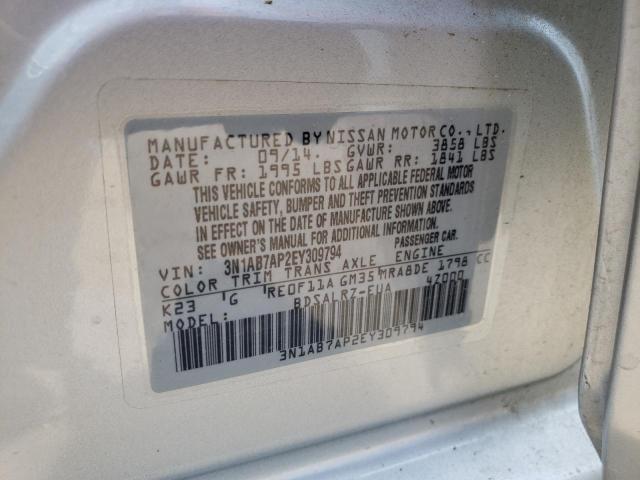 MANUFACTURED BY NISSAN MOTOR CO., LTD.
DATE: 09/14. GVWR: 3858 LBS
GAWR FR: 1995 LBS GAWR RR: 1841 LBS
THIS VEHICLE CONFORMS TO ALL APPLICABLE FEDERAL MOTOR
VEHICLE SAFETY, BUMPER, AND THEFT PREVENTION STANDARDS
IN EFFECT ON THE DATE OF MANUFACTURE SHOWN ABOVE.
SEE OWNER'S MANUAL FOR ADDITIONAL INFORMATION.
VIN: 3N1AB7AP2EY309794 PASSENGER CAR.
COLOR TRIM TRANS AXLE ENGINE
K23 G RE0F11A GM35 MRA8DE 1798 CC
MODEL: BDSALRZ-EUA 42000
3N1AB7AP2EY309794